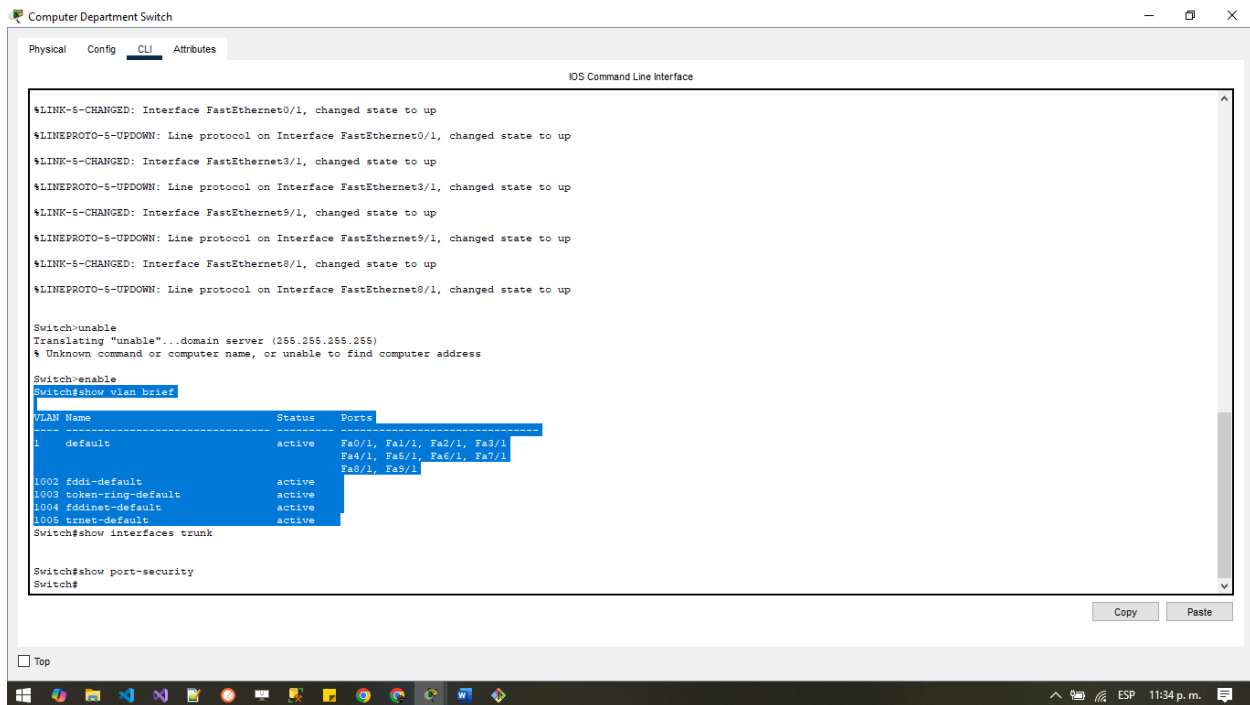 Computer Department Switch
Physical Config CLI Attributes
IOS Command Line Interface
%LINK-5-CHANGED: Interface FastEthernet0/1, changed state to up
%LINEPROTO-5-UPDOWN: Line protocol on Interface FastEthernet0/1, changed state to up
%LINK-5-CHANGED: Interface FastEthernet3/1, changed state to up
%LINEPROTO-5-UPDOWN: Line protocol on Interface FastEthernet3/1, changed state to up
%LINK-5-CHANGED: Interface FastEthernet9/1, changed state to up
%LINEPROTO-5-UPDOWN: Line protocol on Interface FastEthernet9/1, changed state to up
%LINK-5-CHANGED: Interface FastEthernet8/1, changed state to up
%LINEPROTO-5-UPDOWN: Line protocol on Interface FastEthernet8/1, changed state to up
Switch>unable
Translating "unable"...domain server (255.255.255.255)
% Unknown command or computer name, or unable to find computer address
Switch>enable
Switch#show vlan brief
VLAN Name                             Status    Ports
---- -------------------------------- --------- -------------------------------
1    default                          active    Fa0/1, Fa1/1, Fa2/1, Fa3/1
                                                Fa4/1, Fa5/1, Fa6/1, Fa7/1
                                                Fa8/1, Fa9/1
1002 fddi-default                     active
1003 token-ring-default               active
1004 fddinet-default                  active
1005 trnet-default                    active
Switch#show interfaces trunk
Switch#show port-security
Switch#
Copy Paste
Top
ESP 11:34 p. m.